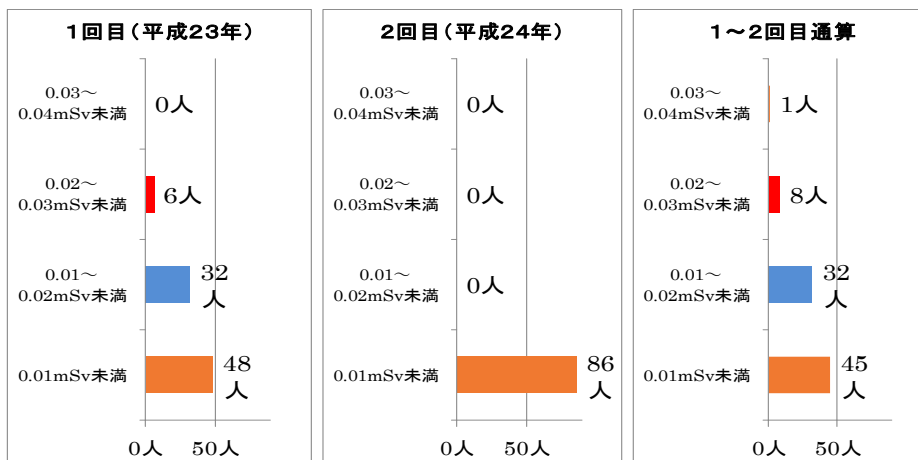 1回目(平成23年)
0.03～
0.04mSv未満
0人
0.02～
0.03mSv未満
6人
0.01～
0.02mSv未満
32
人
0.01mSv未満
48
人
0人
50人
2回目(平成24年)
0.03～
0.04mSv未満
0人
0.02～
0.03mSv未満
0人
0.01～
0.02mSv未満
0人
0.01mSv未満
86
人
0人
50人
1～2回目通算
0.03～
0.04mSv未満
1人
0.02～
0.03mSv未満
8人
0.01～
0.02mSv未満
32
人
0.01mSv未満
45
人
0人
50人